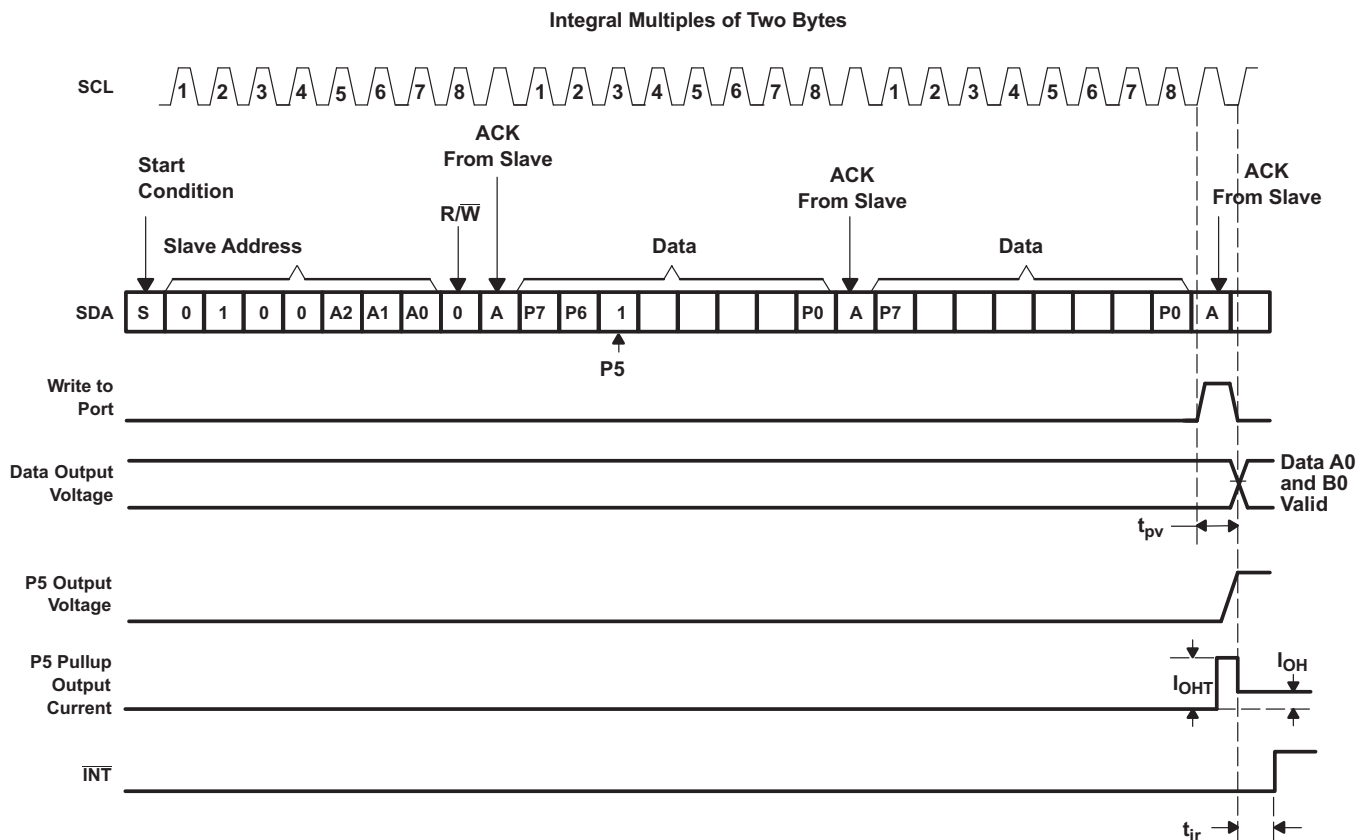 Integral Multiples of Two Bytes
SCL
1 2 3 4 5 6 7 8 1 2 3 4 5 6 7 8 1 2 3 4 5 6 7 8
Start
Condition
ACK
From Slave
ACK
From Slave
ACK
From Slave
R/W̅
Slave Address
Data
Data
SDA
S 0 1 0 0 A2 A1 A0 0 A P7 P6 1 P0 A P7 P0 A
P5
Write to
Port
Data Output
Voltage
Data A0
and B0
Valid
tpv
P5 Output
Voltage
P5 Pullup
Output
Current
IOHT
IOH
I̅N̅T̅
tir